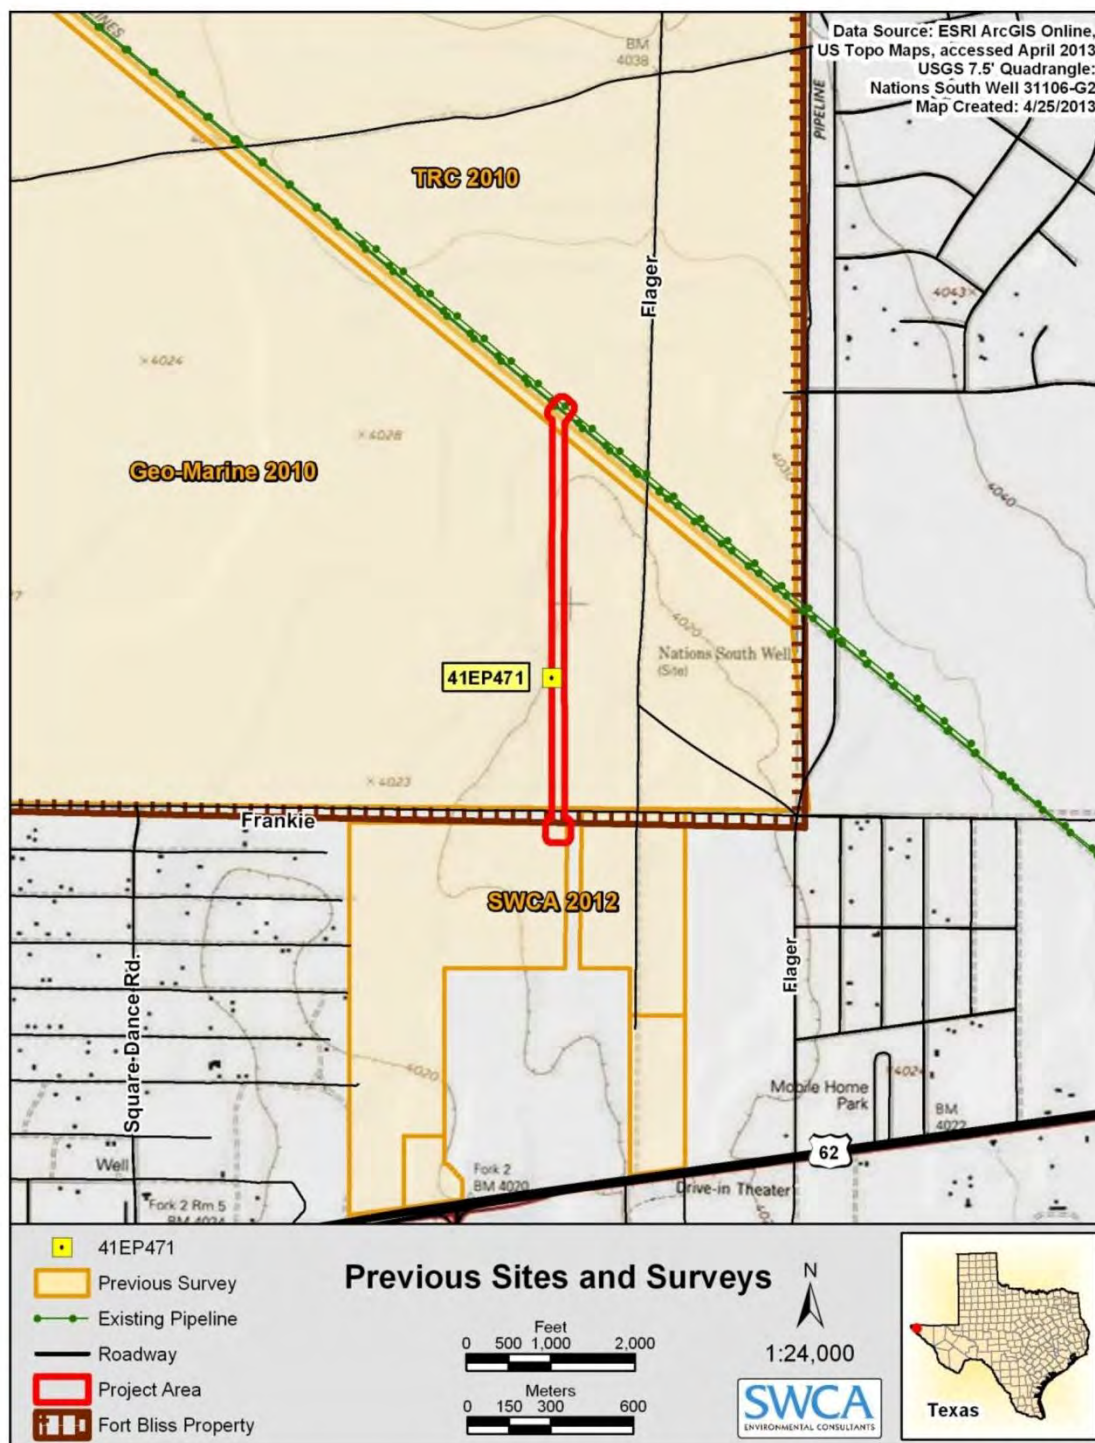 Data Source: ESRI ArcGIS Online,
US Topo Maps, accessed April 2013
USGS 7.5' Quadrangle:
Nations South Well 31106-G2
Map Created: 4/25/2013
BM
4038
PIPELINE
TRC 2010
Flager
4043
4024
4028
Geo-Marine 2010
4040
4020
Nations South Well
(Site)
41EP471
4023
Frankie
SWCA 2012
Square Dance Rd.
Flager
4020
4024
Mobile Home
Park
BM
4022
62
Well
Fork 2
BM 4020
Drive-in Theater
Fork 2 Rm 5
BM 4024
41EP471
Previous Survey
Existing Pipeline
Roadway
Project Area
Fort Bliss Property
Previous Sites and Surveys
N
Feet
0 500 1,000 2,000
Meters
0 150 300 600
1:24,000
SWCA
ENVIRONMENTAL CONSULTANTS
Texas